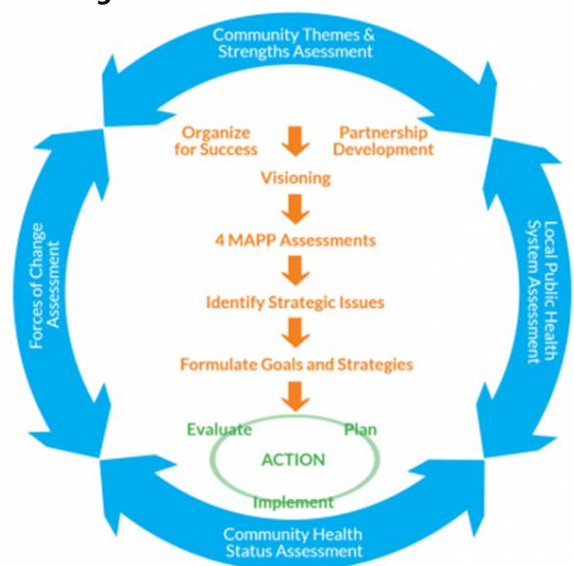 Community Themes &
Strengths Asessment
Organize
for Success
Partnership
Development
Visioning
4 MAPP Assessments
Identify Strategic Issues
Formulate Goals and Strategies
Evaluate
Plan
ACTION
Implement
Forces of Change
Assessment
Local Public Health
System Assessment
Community Health
Status Assessment